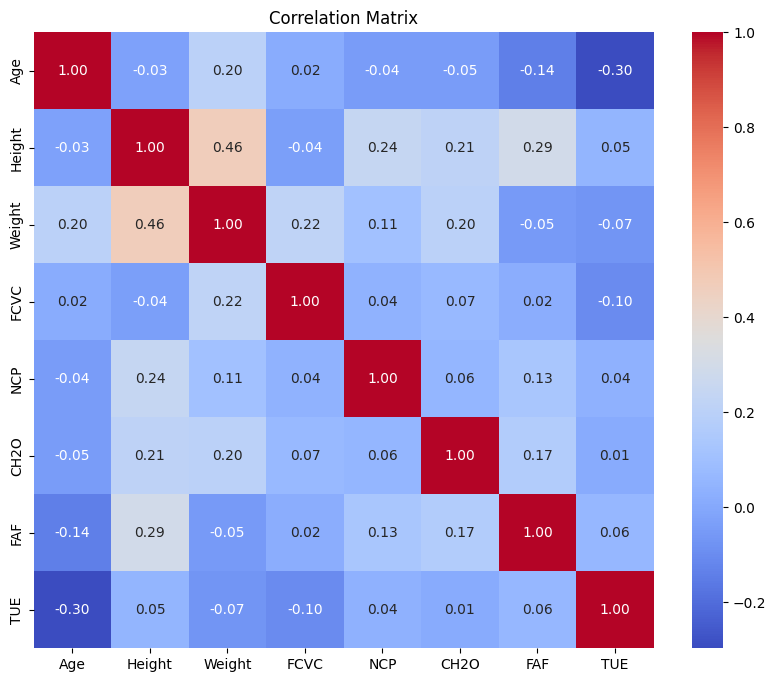 Correlation Matrix
Age 1.00 -0.03 0.20 0.02 -0.04 -0.05 -0.14 -0.30
Height -0.03 1.00 0.46 -0.04 0.24 0.21 0.29 0.05
Weight 0.20 0.46 1.00 0.22 0.11 0.20 -0.05 -0.07
FCVC 0.02 -0.04 0.22 1.00 0.04 0.07 0.02 -0.10
NCP -0.04 0.24 0.11 0.04 1.00 0.06 0.13 0.04
CH2O -0.05 0.21 0.20 0.07 0.06 1.00 0.17 0.01
FAF -0.14 0.29 -0.05 0.02 0.13 0.17 1.00 0.06
TUE -0.30 0.05 -0.07 -0.10 0.04 0.01 0.06 1.00
Age Height Weight FCVC NCP CH2O FAF TUE
1.0
0.8
0.6
0.4
0.2
0.0
−0.2